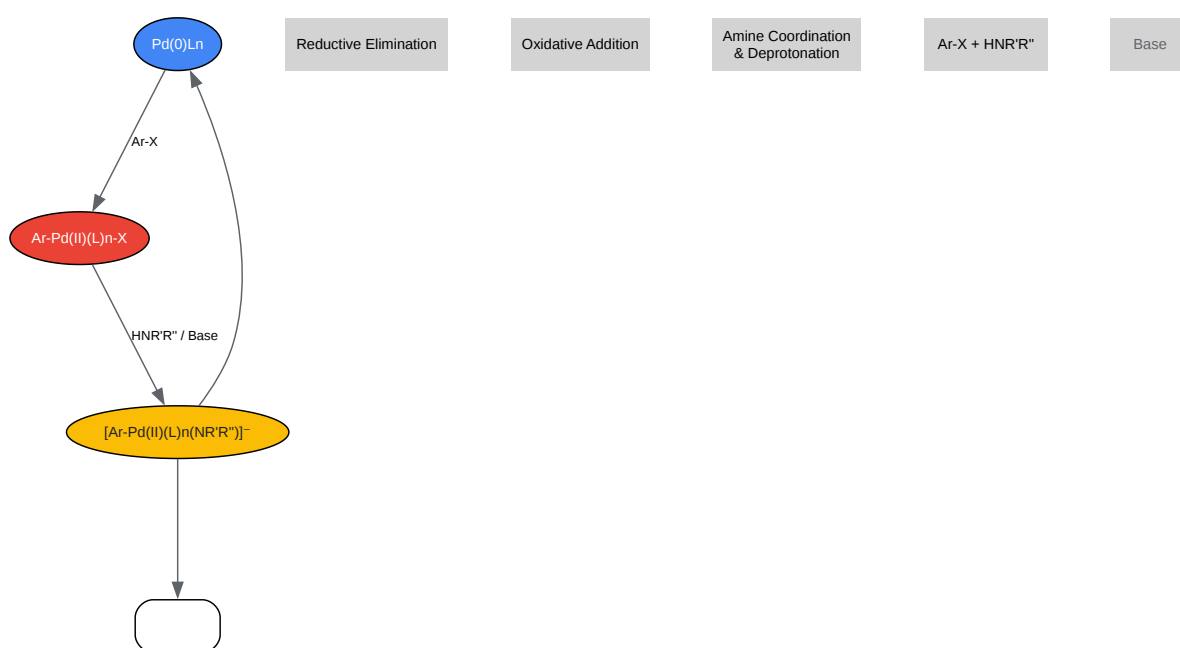 Pd(0)Ln
Reductive Elimination
Oxidative Addition
Amine Coordination
& Deprotonation
Ar-X + HNR'R"
Base
Ar-X
Ar-Pd(II)(L)n-X
HNR'R" / Base
[Ar-Pd(II)(L)n(NR'R")]⁻